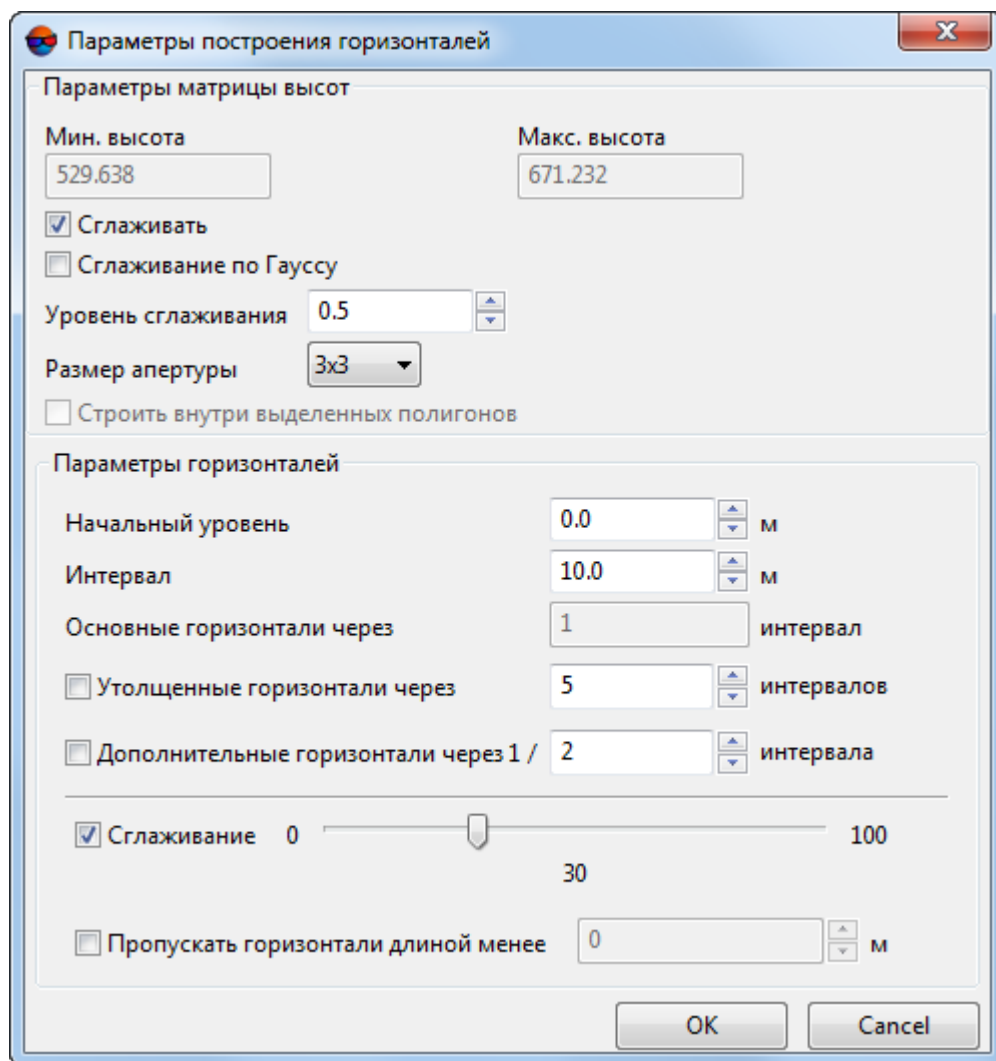 Параметры построения горизонталей
Параметры матрицы высот
Мин. высота Макс. высота
529.638 671.232
Сглаживать
Сглаживание по Гауссу
Уровень сглаживания 0.5
Размер апертуры 3x3
Строить внутри выделенных полигонов
Параметры горизонталей
Начальный уровень 0.0 м
Интервал 10.0 м
Основные горизонтали через 1 интервал
Утолщенные горизонтали через 5 интервалов
Дополнительные горизонтали через 1 / 2 интервала
Сглаживание 0 100
30
Пропускать горизонтали длиной менее 0 м
OK Cancel